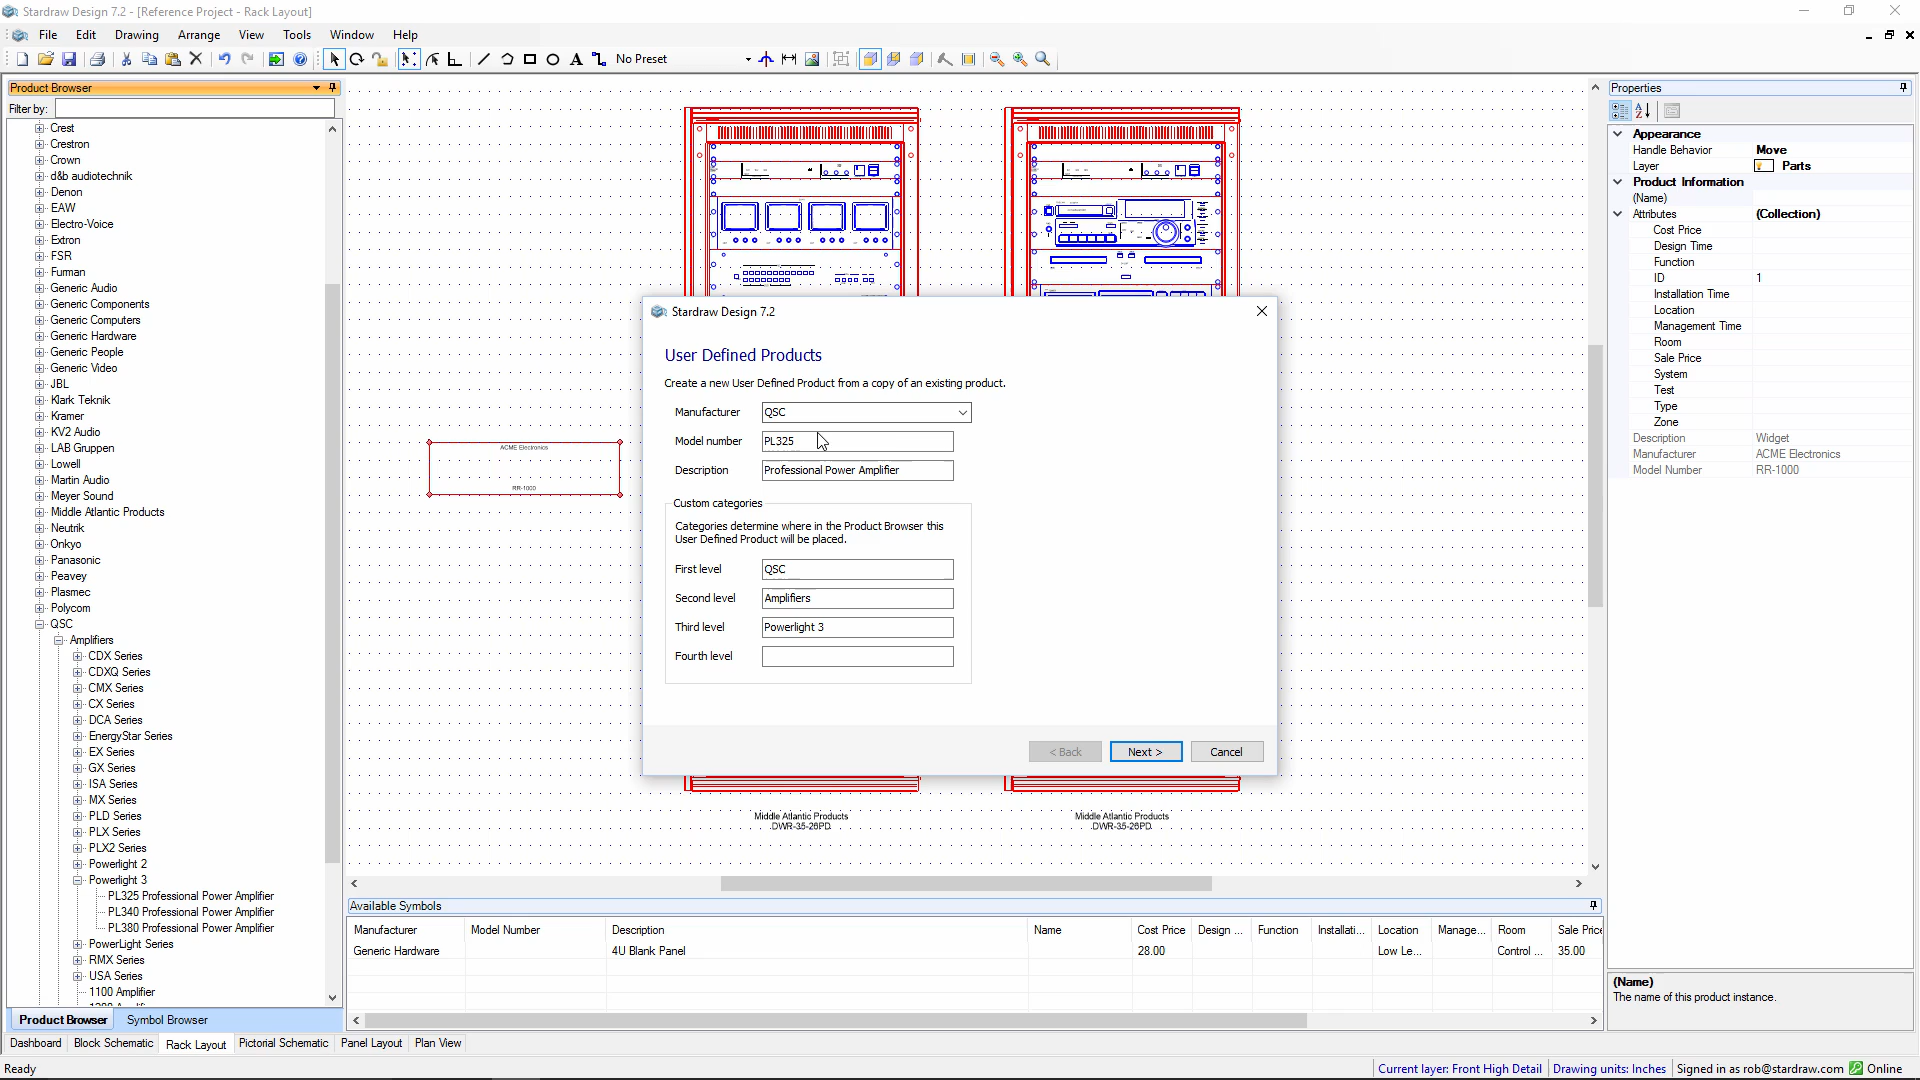 Stardraw Design 7.2 - [Reference Project - Rack Layout]
File Edit Drawing Arrange View Tools Window Help
No Preset
Product Browser
Filter by:
Crest
Crestron
Crown
d&b audiotechnik
Denon
EAW
Electro-Voice
Extron
FSR
Furman
Generic Audio
Generic Components
Generic Computers
Generic Hardware
Generic People
Generic Video
JBL
Klark Teknik
Kramer
KV2 Audio
LAB Gruppen
Lowell
Martin Audio
Meyer Sound
Middle Atlantic Products
Neutrik
Onkyo
Panasonic
Peavey
Plasmec
Polycom
QSC
Amplifiers
CDX Series
CDXQ Series
CMX Series
CX Series
DCA Series
EnergyStar Series
EX Series
GX Series
ISA Series
MX Series
PLD Series
PLX Series
PLX2 Series
Powerlight 2
Powerlight 3
PL325 Professional Power Amplifier
PL340 Professional Power Amplifier
PL380 Professional Power Amplifier
PowerLight Series
RMX Series
USA Series
1100 Amplifier
Product Browser Symbol Browser
ACME Electronics
RR-1000
Stardraw Design 7.2
User Defined Products
Create a new User Defined Product from a copy of an existing product.
Manufacturer QSC
Model number PL325
Description Professional Power Amplifier
Custom categories
Categories determine where in the Product Browser this
User Defined Product will be placed.
First level QSC
Second level Amplifiers
Third level Powerlight 3
Fourth level
< Back Next > Cancel
Middle Atlantic Products
DWR-35-26PD
Middle Atlantic Products
DWR-35-26PD
Available Symbols
Manufacturer Model Number Description Name Cost Price Design ... Function Installati... Location Manage... Room Sale Price
Generic Hardware 4U Blank Panel 28.00 Low Le... Control ... 35.00
Properties
Appearance
Handle Behavior Move
Layer Parts
Product Information
(Name)
Attributes (Collection)
Cost Price
Design Time
Function
ID 1
Installation Time
Location
Management Time
Room
Sale Price
System
Test
Type
Zone
Description Widget
Manufacturer ACME Electronics
Model Number RR-1000
(Name)
The name of this product instance.
Dashboard Block Schematic Rack Layout Pictorial Schematic Panel Layout Plan View
Ready Current layer: Front High Detail Drawing units: Inches Signed in as rob@stardraw.com Online